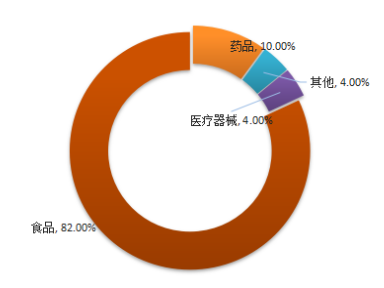 药品, 10.00%
其他, 4.00%
医疗器械, 4.00%
食品, 82.00%